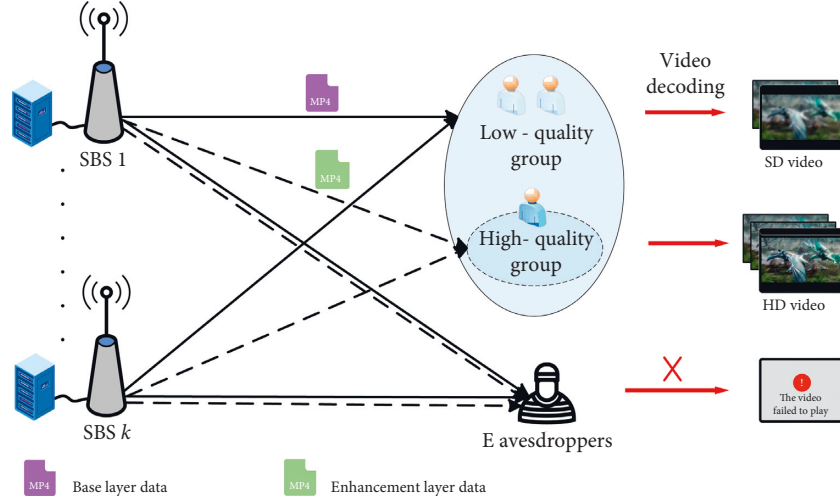 MP4
Video
decoding
Low - quality
group
SBS 1
SD video
MP4
High- quality
group
HD video
The video
failed to play
SBS k
E avesdroppers
MP4
Base layer data
MP4
Enhancement layer data